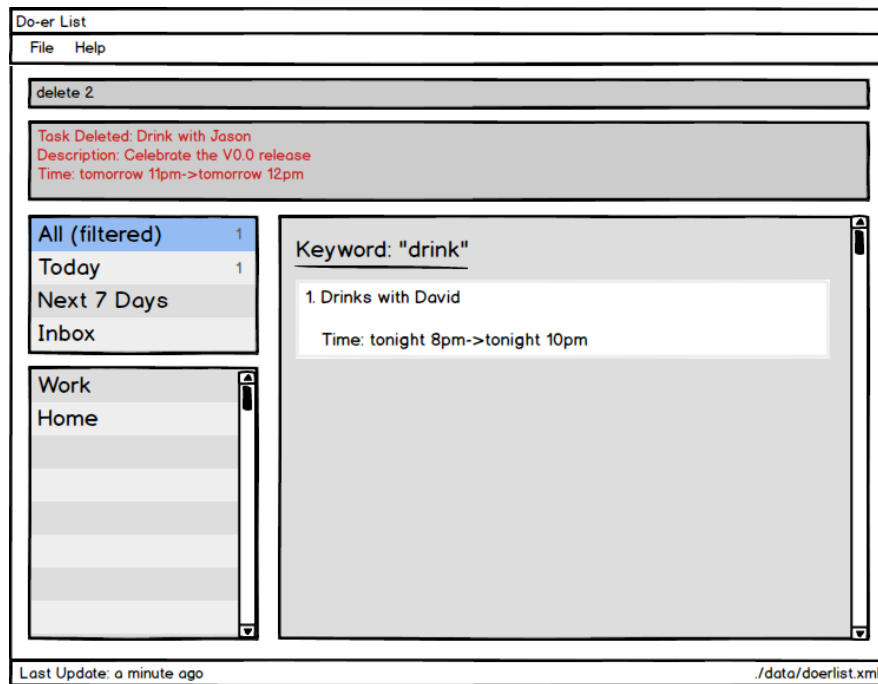 Do-er List
File Help
delete 2
Task Deleted: Drink with Jason
Description: Celebrate the V0.0 release
Time: tomorrow 11pm->tomorrow 12pm
All (filtered) 1
Today 1
Next 7 Days
Inbox
Work
Home
Keyword: "drink"
1. Drinks with David
Time: tonight 8pm->tonight 10pm
Last Update: a minute ago
./data/doerlist.xml